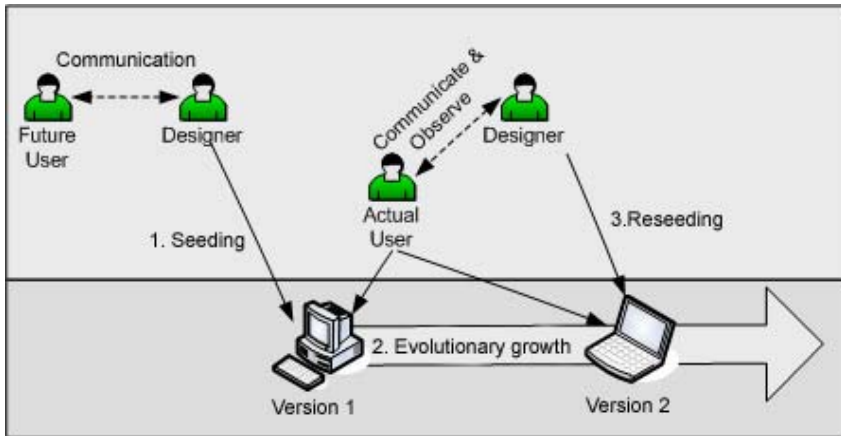 Communication
Future
User
Designer
Communicate &
Observe
Designer
Actual
User
1. Seeding
3.Reseeding
2. Evolutionary growth
Version 1
Version 2